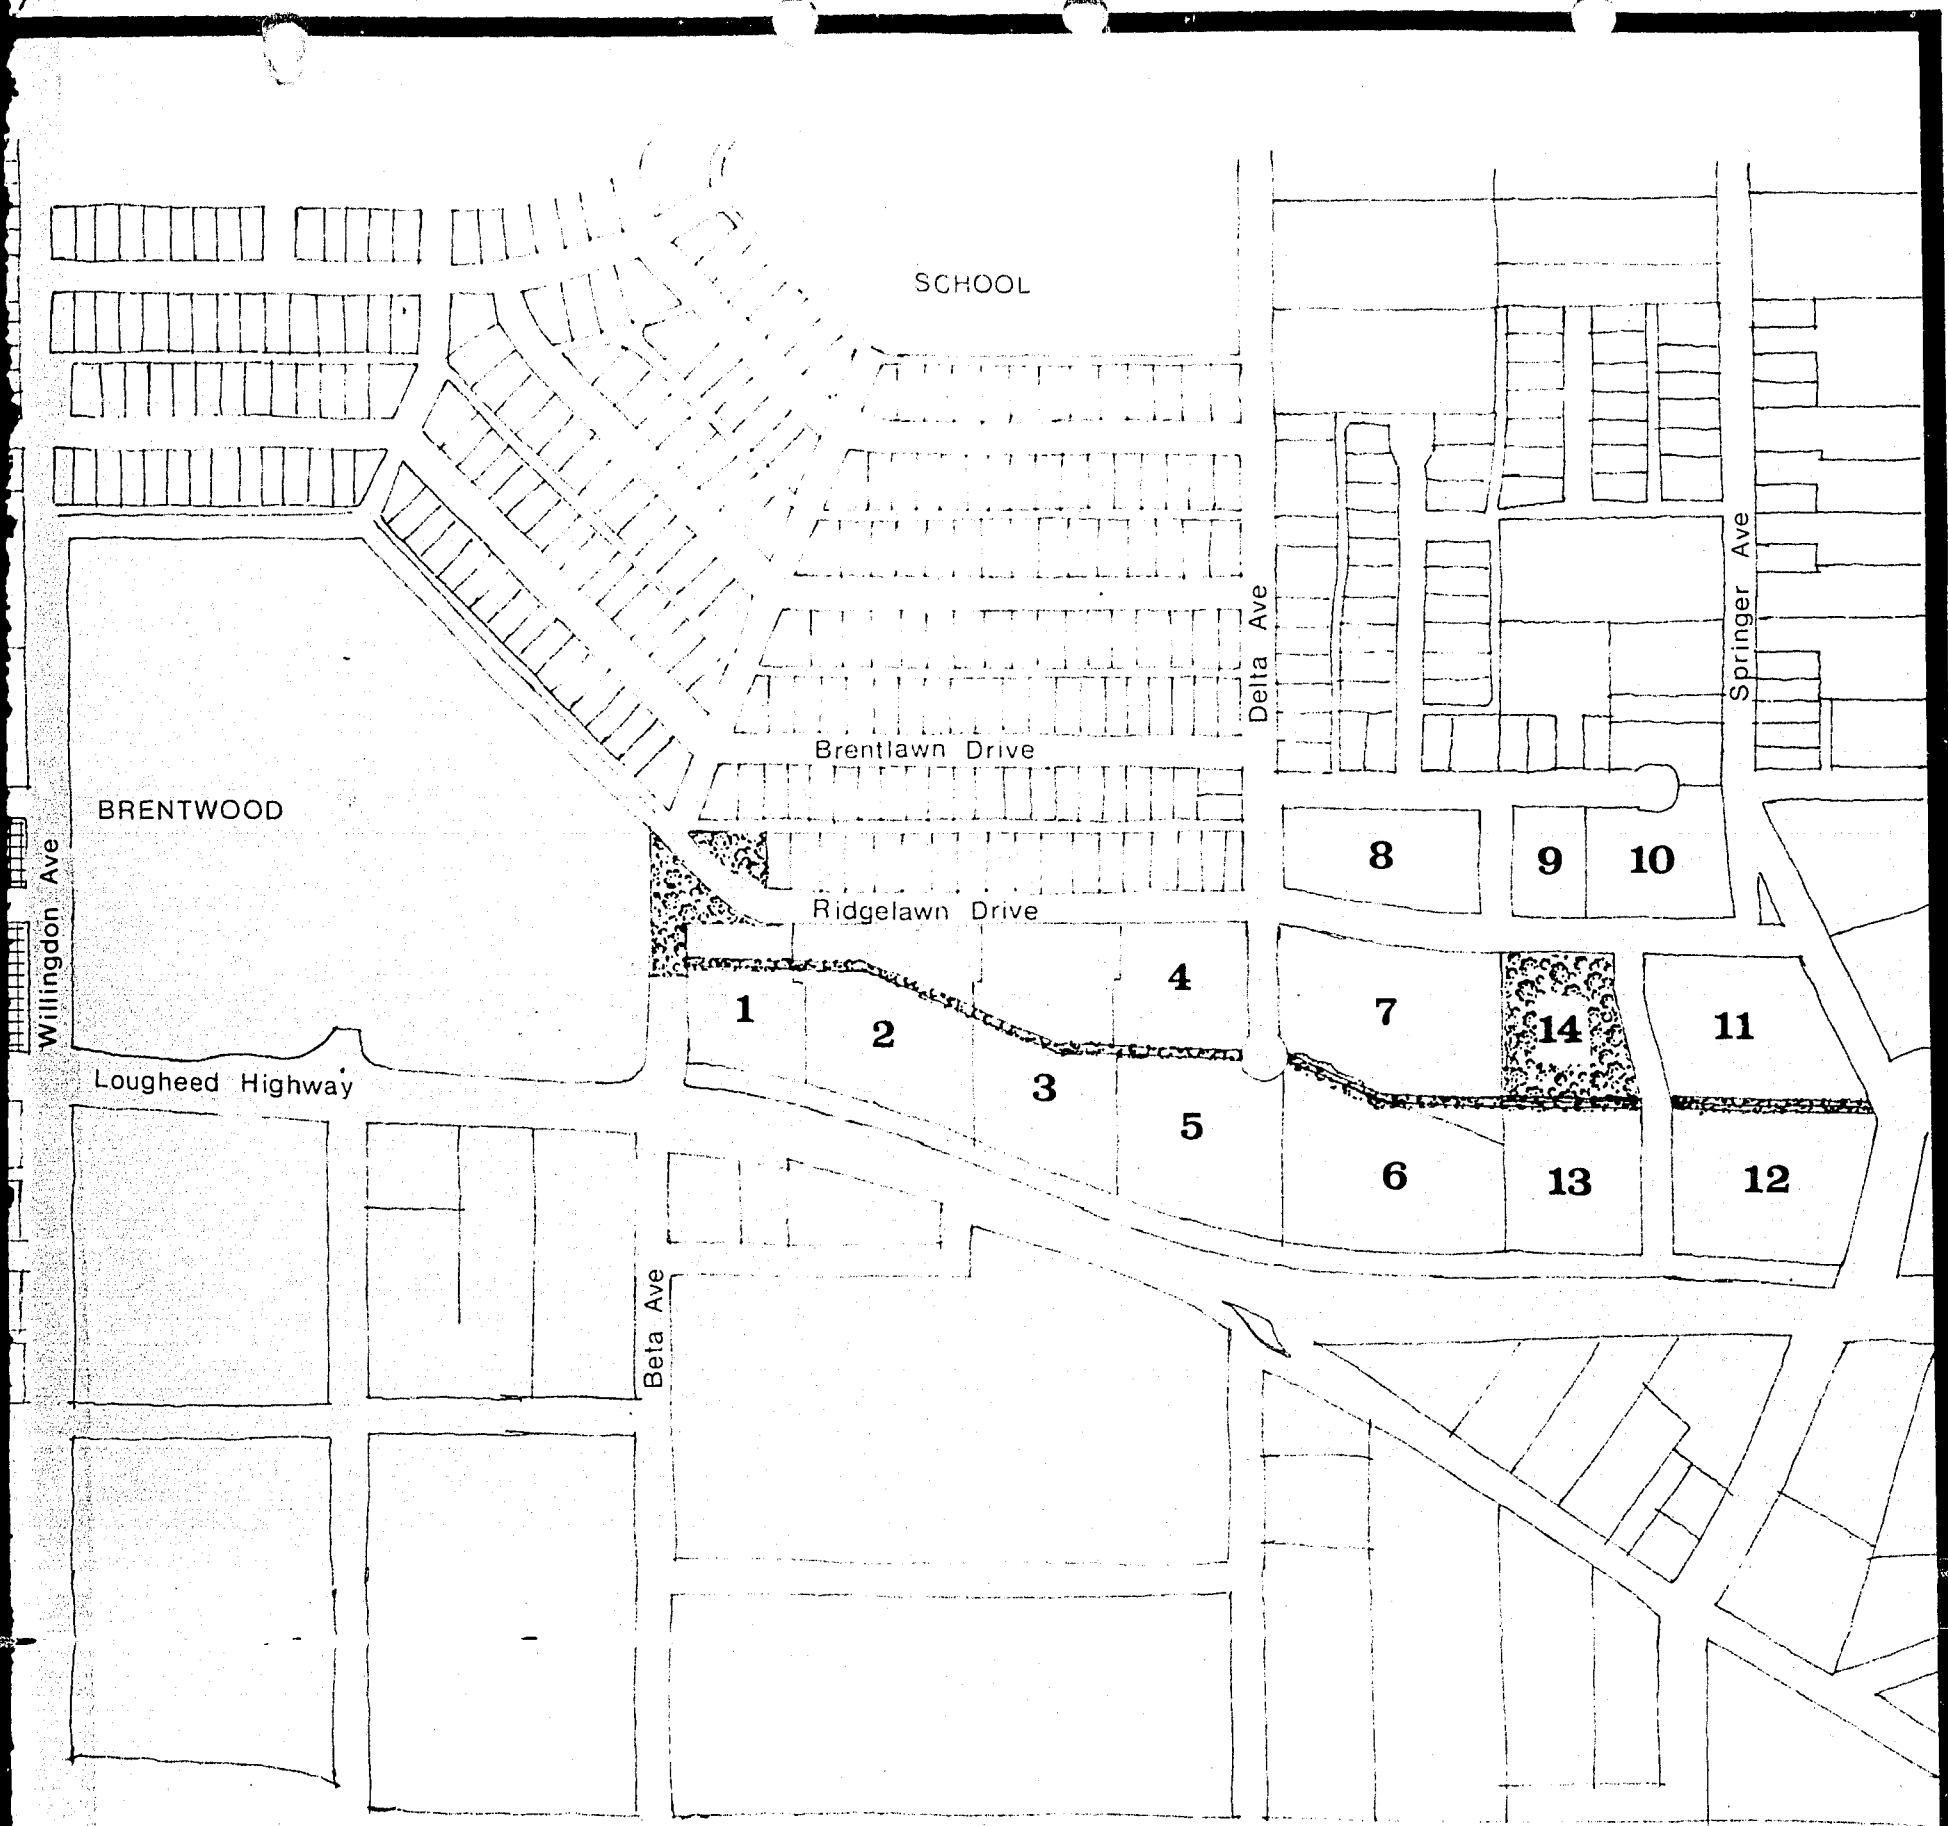 SCHOOL
Springer Ave
Delta Ave
Brentlawn Drive
BRENTWOOD
Willingdon Ave
8
9
10
Ridgelawn Drive
4
7
14
11
1
2
Lougheed Highway
3
5
6
13
12
Beta Ave